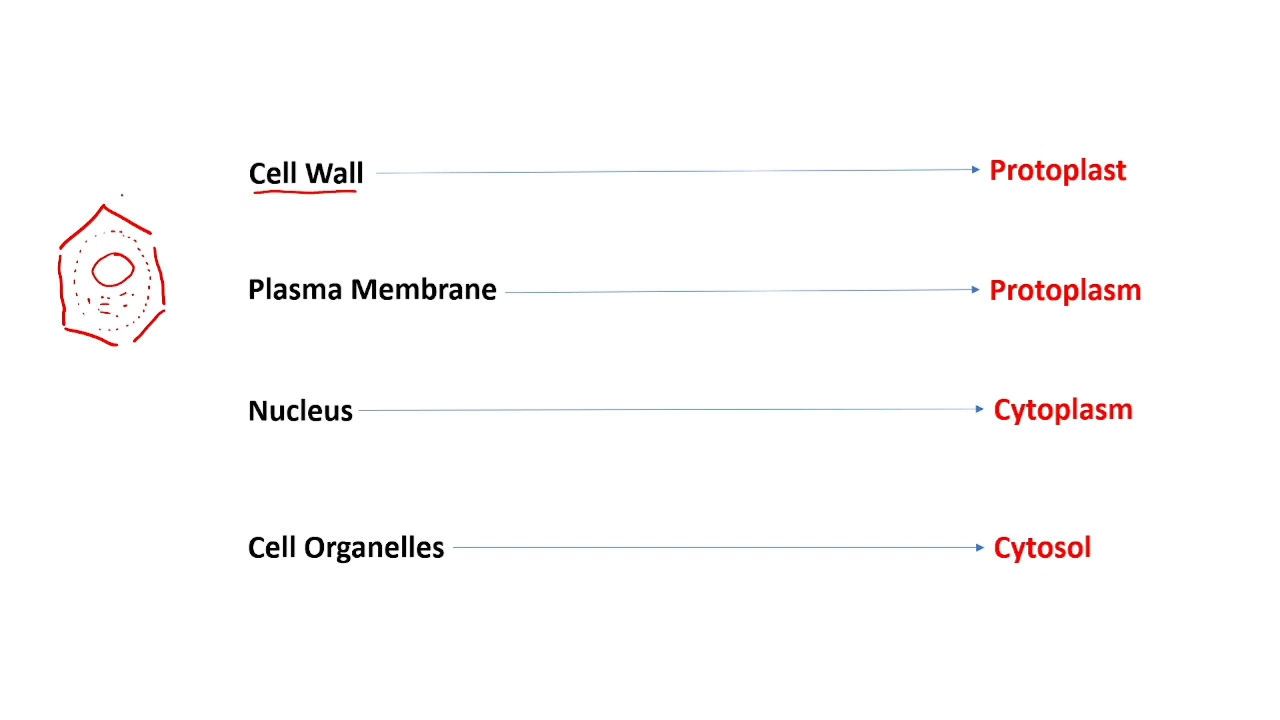 Cell Wall Protoplast
Plasma Membrane Protoplasm
Nucleus Cytoplasm
Cell Organelles Cytosol